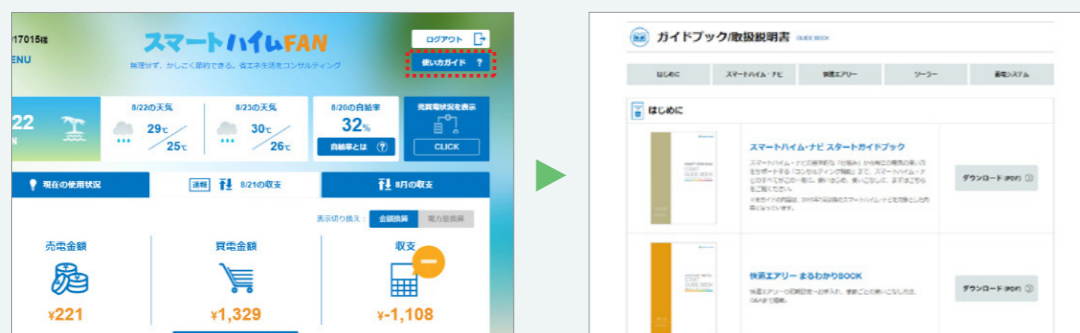 17015様
スマートハイムFAN
無理せず、かしこく節約できる。省エネ生活をコンサルティング
ログアウト
使い方ガイド ?
ENU
22
8/22の天気
29℃
25℃
8/23の天気
30℃
26℃
8/20の自給率
32%
自給率とは ?
売買電状況を表示
CLICK
現在の使用状況
速報 8/21の収支
8月の収支
表示切り換え:
金額換算
電力量換算
売電金額
¥221
買電金額
¥1,329
収支
¥-1,108
ガイドブック/取扱説明書 GUIDE BOOK
はじめに
スマートハイム・ナビ
快適エアリー
ソーラー
蓄電システム
はじめに
スマートハイム・ナビ スタートガイドブック
ダウンロード (PDF)
快適エアリー まるわかりBOOK
ダウンロード (PDF)